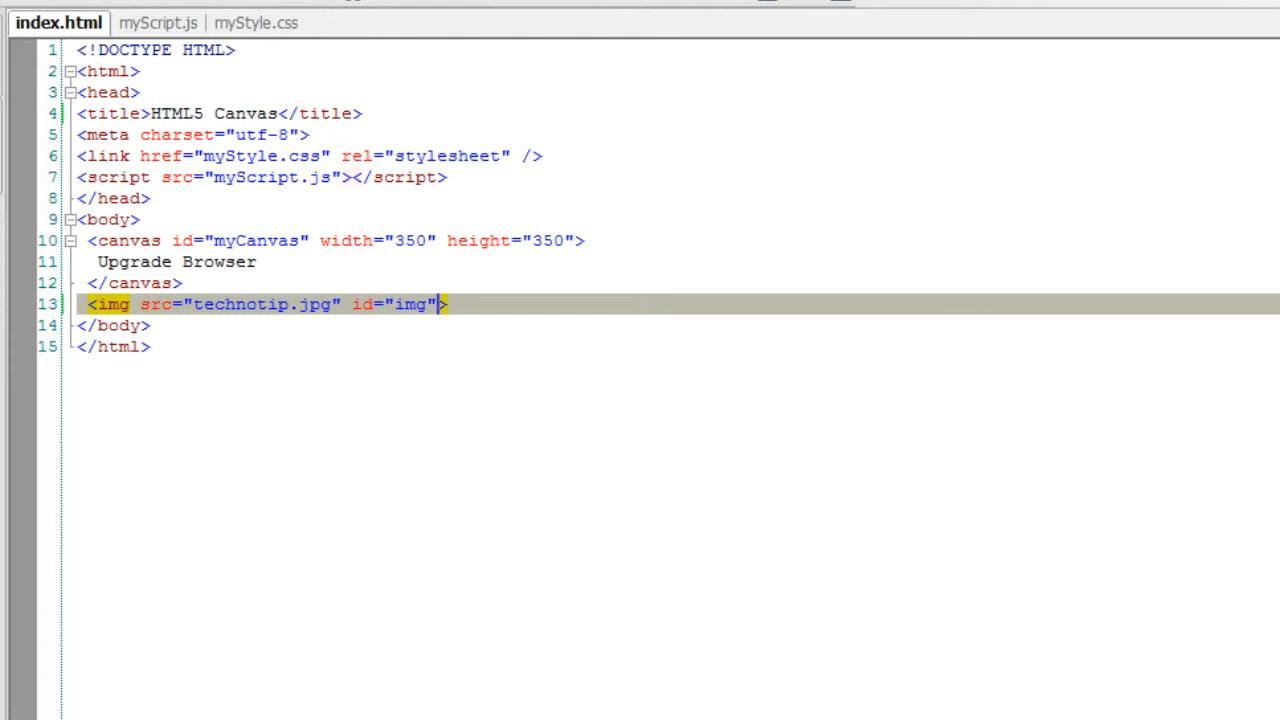 index.html myScript.js myStyle.css
1 <!DOCTYPE HTML>
2 <html>
3 <head>
4 <title>HTML5 Canvas</title>
5 <meta charset="utf-8">
6 <link href="myStyle.css" rel="stylesheet" />
7 <script src="myScript.js"></script>
8 </head>
9 <body>
10 <canvas id="myCanvas" width="350" height="350">
11 Upgrade Browser
12 </canvas>
13 <img src="technotip.jpg" id="img">
14 </body>
15 </html>